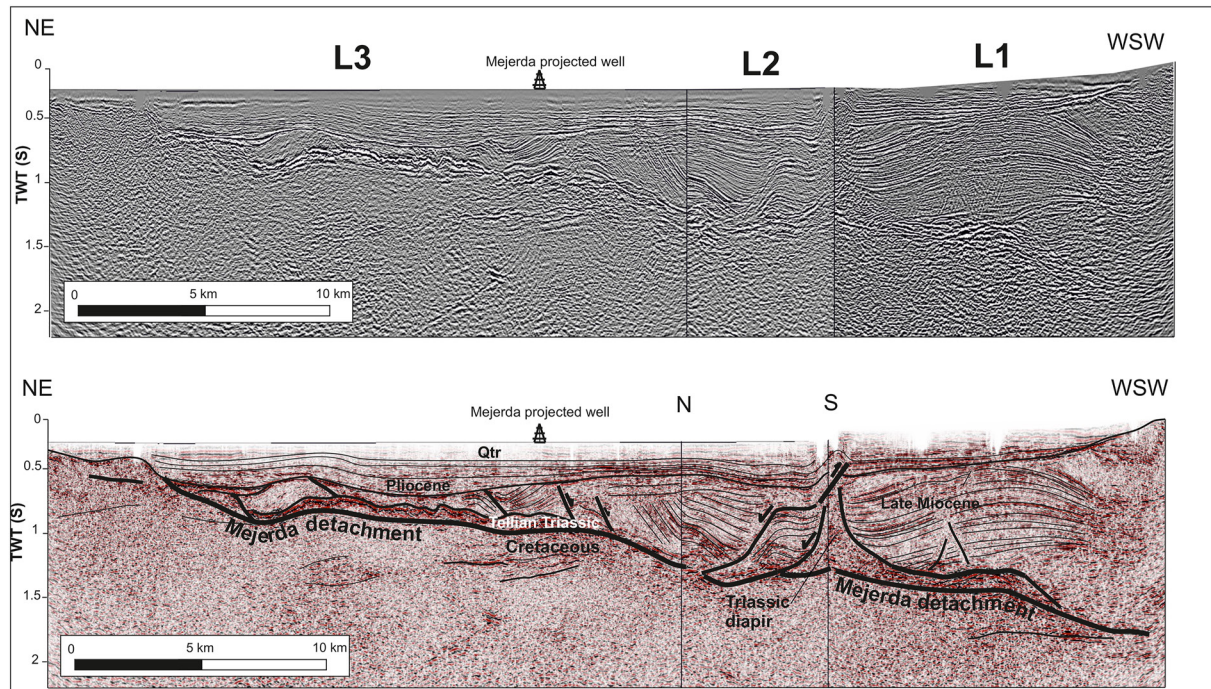 NE
WSW
L3
Mejerda projected well
L2
L1
0
0.5
1
1.5
2
TWT (S)
0 5 km 10 km
NE
WSW
Mejerda projected well
N
S
0
0.5
1
1.5
2
TWT (S)
Qtr
Pliocene
Late Miocene
Tellian Triassic
Mejerda detachment
Cretaceous
Triassic
diapir
Mejerda detachment
0 5 km 10 km